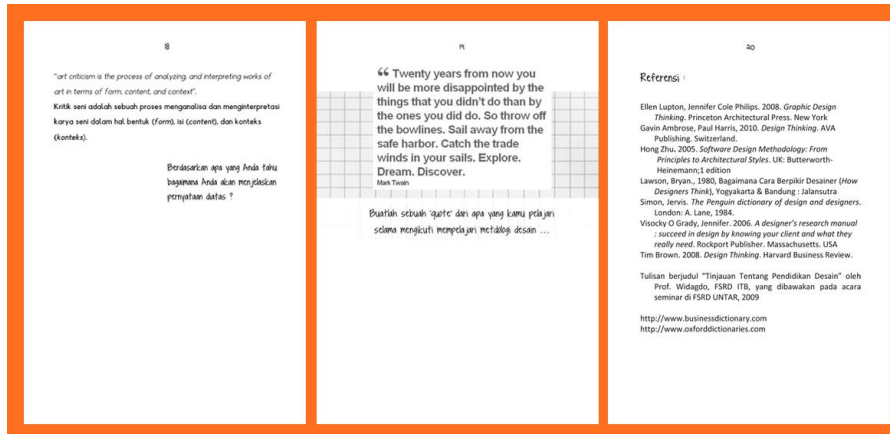 18
"art criticism is the process of analyzing, and interpreting works of
art in terms of form, content, and context".
Kritik seni adalah sebuah proses menganalisa dan menginterpretasi
karya seni dalam hal bentuk (form), isi (content), dan konteks
(konteks).
Berdasarkan apa yang Anda tahu
bagaimana Anda akan menjelaskan
pernyataan diatas ?
19
“ Twenty years from now you
will be more disappointed by the
things that you didn't do than by
the ones you did do. So throw off
the bowlines. Sail away from the
safe harbor. Catch the trade
winds in your sails. Explore.
Dream. Discover.
Mark Twain
Buatlah sebuah 'quote' dari apa yang kamu pelajari
selama mengikuti mempelajari metdologi desain ...
20
Referensi :
Ellen Lupton, Jennifer Cole Philips. 2008. Graphic Design
Thinking. Princeton Architectural Press. New York
Gavin Ambrose, Paul Harris, 2010. Design Thinking. AVA
Publishing. Switzerland.
Hong Zhu. 2005. Software Design Methodology: From
Principles to Architectural Styles. UK: Butterworth-
Heinemann;1 edition
Lawson, Bryan., 1980, Bagaimana Cara Berpikir Desainer (How
Designers Think), Yogyakarta & Bandung : Jalansutra
Simon, Jervis. The Penguin dictionary of design and designers.
London: A. Lane, 1984.
Visocky O Grady, Jennifer. 2006. A designer's research manual
: succeed in design by knowing your client and what they
really need. Rockport Publisher. Massachusetts. USA
Tim Brown. 2008. Design Thinking. Harvard Business Review.
Tulisan berjudul “Tinjauan Tentang Pendidikan Desain” oleh
Prof. Widagdo, FSRD ITB, yang dibawakan pada acara
seminar di FSRD UNTAR, 2009
http://www.businessdictionary.com
http://www.oxforddictionaries.com